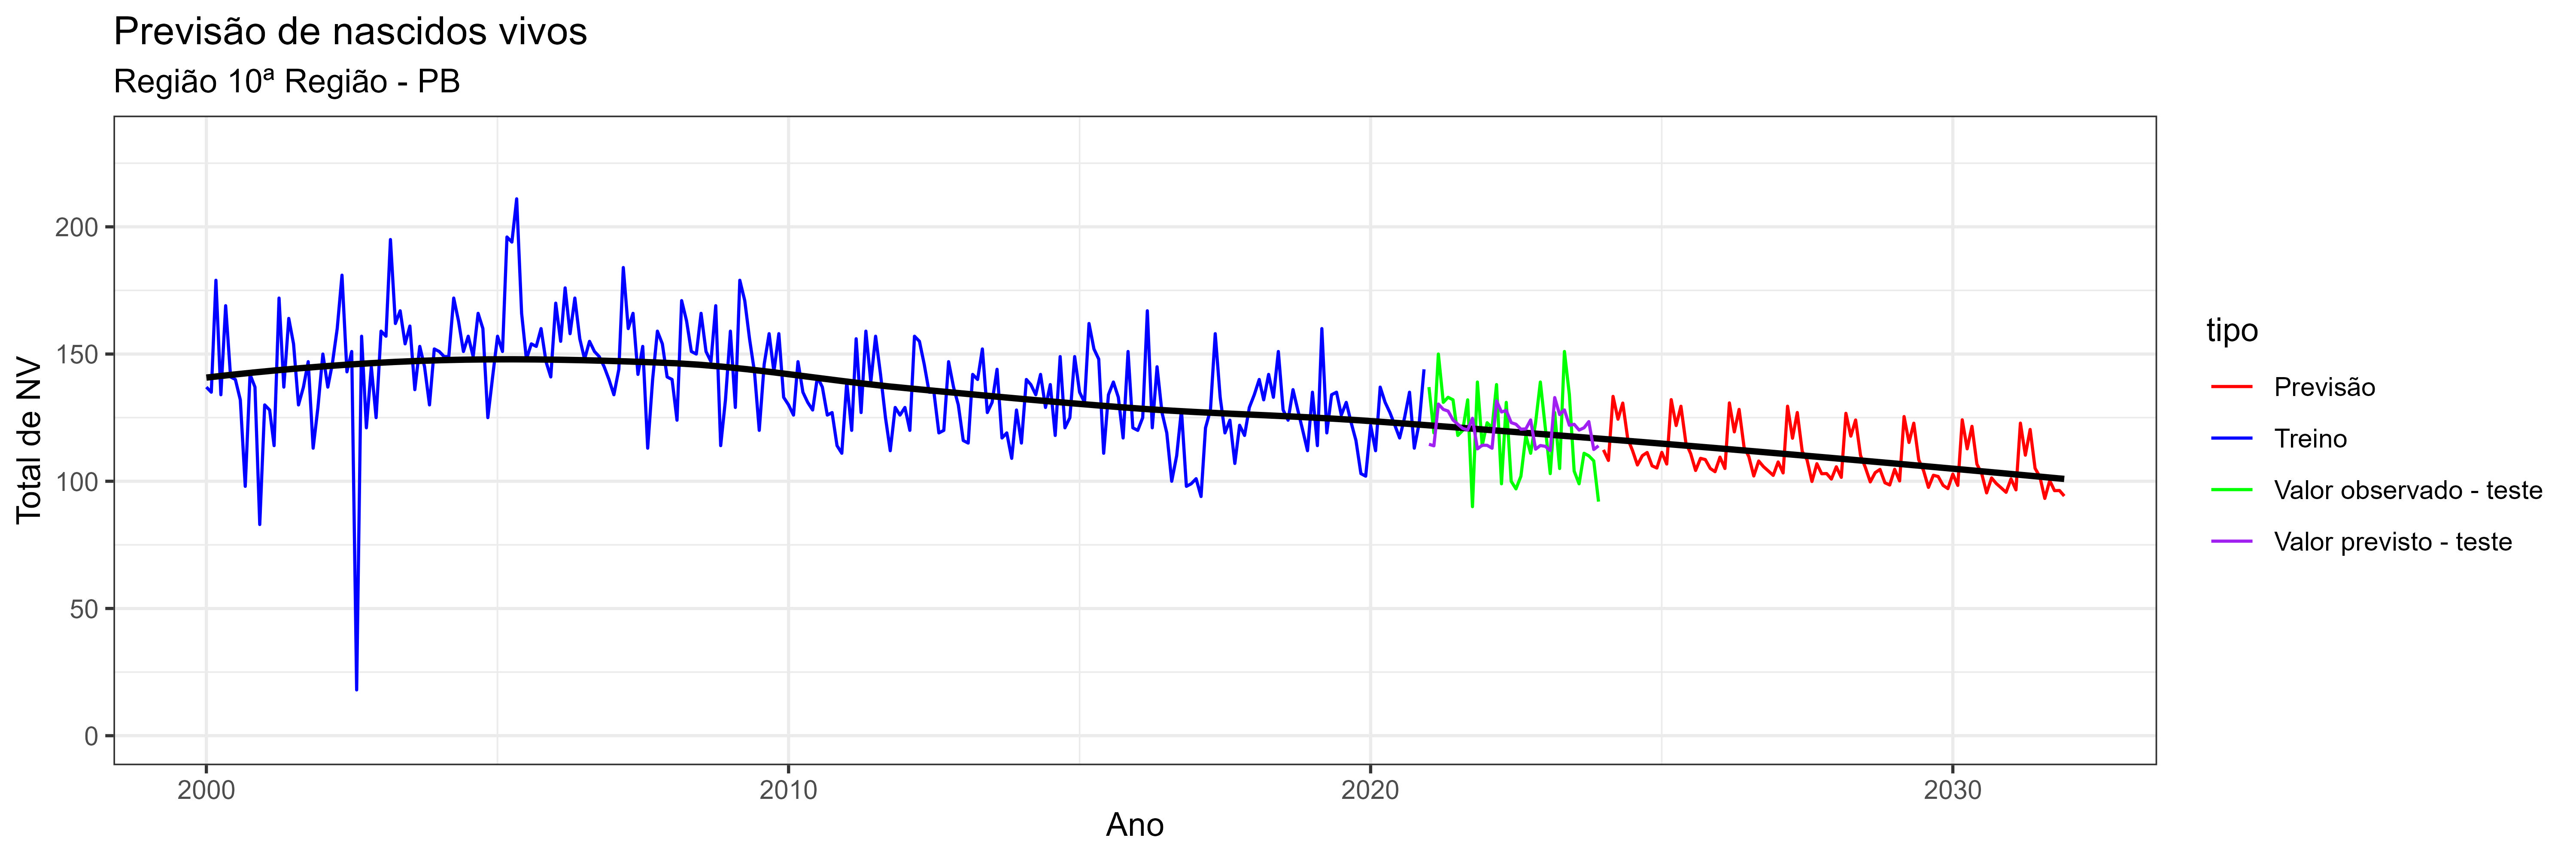 Previsão de nascidos vivos
Região 10ª Região - PB
Total de NV
200
150
100
50
0
2000
2010
2020
2030
Ano
tipo
Previsão
Treino
Valor observado - teste
Valor previsto - teste